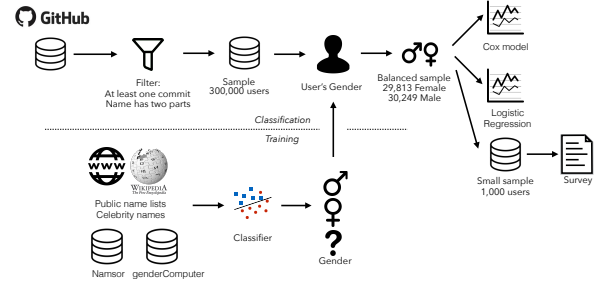 GitHub
Filter:
At least one commit
Name has two parts
Sample
300,000 users
User's Gender
Balanced sample
29,813 Female
30,249 Male
Cox model
Logistic
Regression
Small sample
1,000 users
Survey
Classification
Training
WWW
WIKIPEDIA
The Free Encyclopedia
Public name lists
Celebrity names
Namsor
genderComputer
Classifier
?
Gender